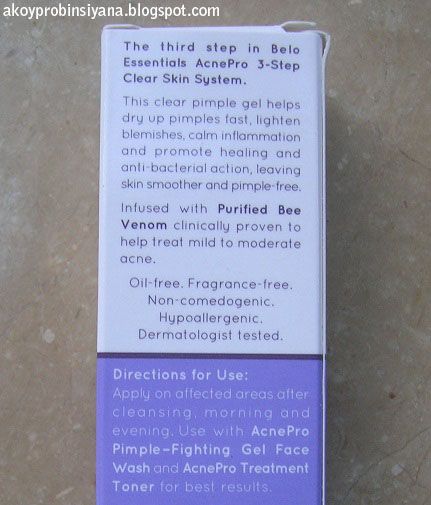 akoyprobinsiyana.blogspot.com
The third step in Belo
Essentials AcnePro 3-Step
Clear Skin System.
This clear pimple gel helps
dry up pimples fast, lighten
blemishes, calm inflammation
and promote healing and
anti-bacterial action, leaving
skin smoother and pimple-free.
Infused with Purified Bee
Venom clinically proven to
help treat mild to moderate
acne.
Oil-free. Fragrance-free.
Non-comedogenic.
Hypoallergenic.
Dermatologist tested.
Directions for Use:
Apply on affected areas after
cleansing, morning and
evening. Use with AcnePro
Pimple-Fighting Gel Face
Wash and AcnePro Treatment
Toner for best results.